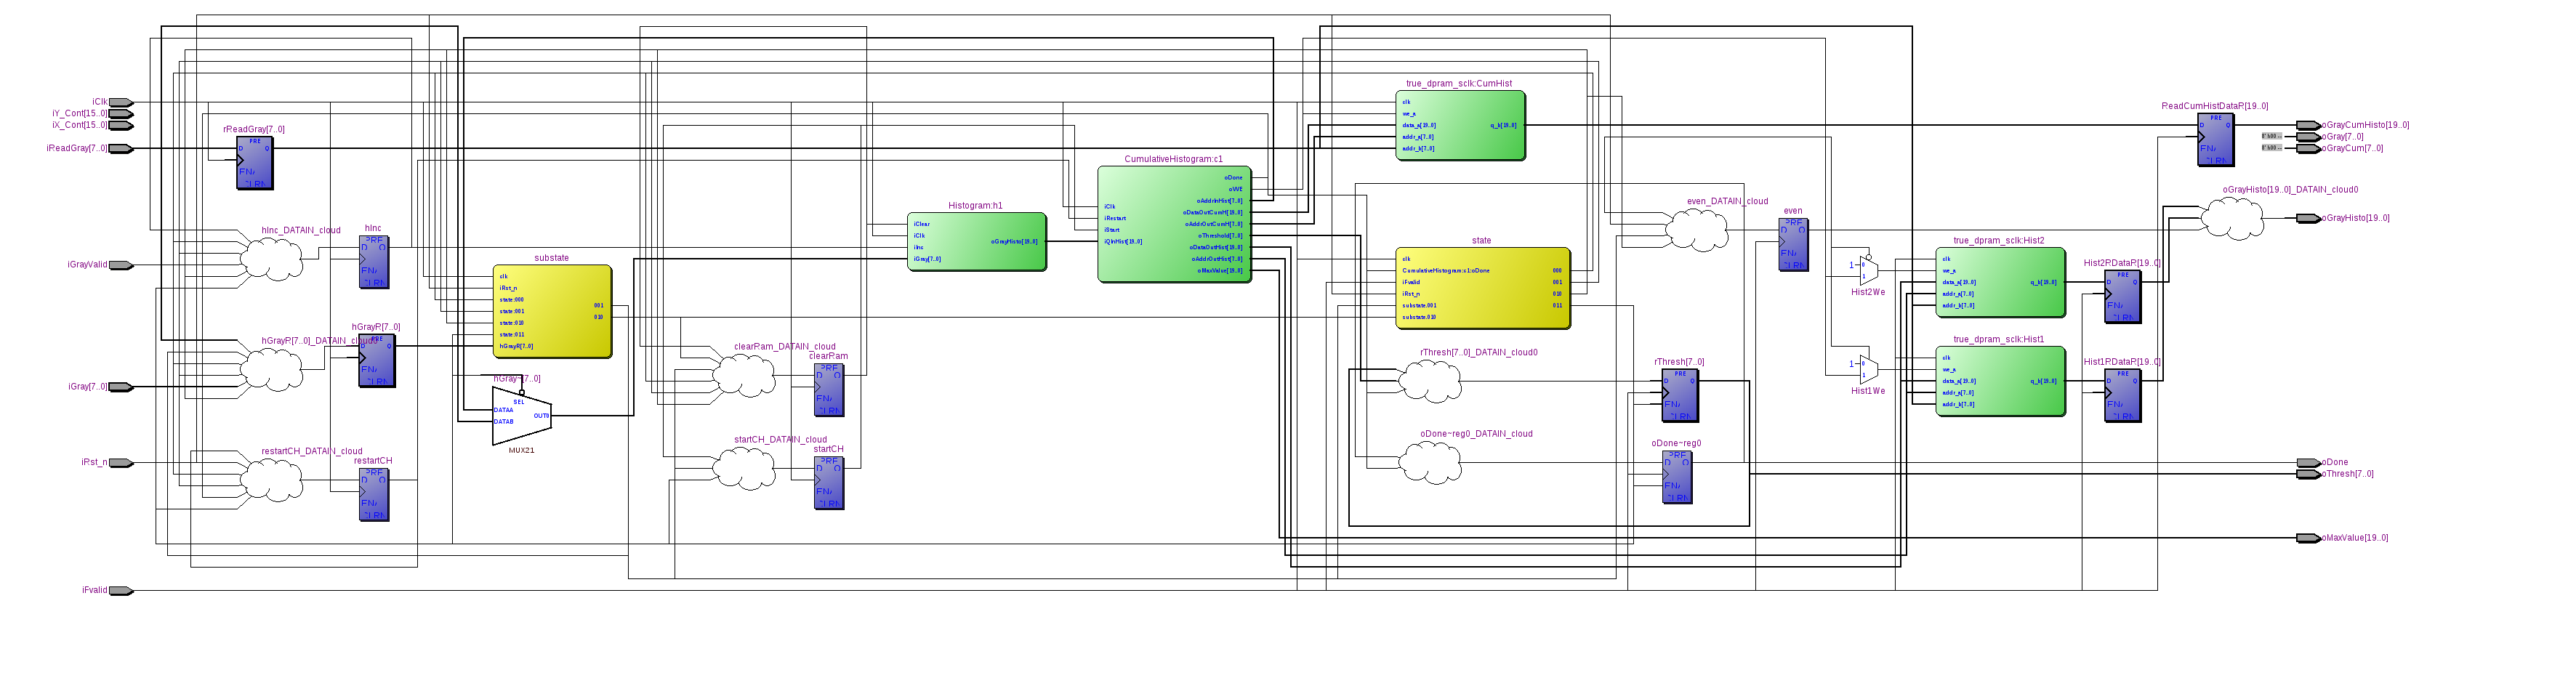 iClk
iY_Cont[15..0]
iX_Cont[15..0]
iReadGray[7..0]
iGrayValid
iGray[7..0]
iRst_n
iFvalid
rReadGray[7..0]
PRE
D Q
ENA
CLRN
hInc_DATAIN_cloud
hInc
PRE
D Q
ENA
CLRN
hGrayR[7..0]_DATAIN_cloud0
hGrayR[7..0]
PRE
D Q
ENA
CLRN
restartCH_DATAIN_cloud
restartCH
PRE
D Q
ENA
CLRN
substate
clk
iRst_n
state:000
state:001
state:010
state:011
hGrayR[7..0]
001
010
hGray~[7..0]
SEL
DATAA
DATAB
OUT0
MUX21
clearRam_DATAIN_cloud
clearRam
PRE
D Q
ENA
CLRN
startCH_DATAIN_cloud
startCH
PRE
D Q
ENA
CLRN
Histogram:h1
iClear
iClk
iInc
iGray[7..0]
oGrayHisto[19..0]
CumulativeHistogram:c1
iClk
iRestart
iStart
iQInHist[19..0]
oDone
oWE
oAddrInHist[7..0]
oDataOutCumH[19..0]
oAddrOutCumH[7..0]
oThreshold[7..0]
oDataOutHist[19..0]
oAddrOutHist[7..0]
oMaxValue[19..0]
true_dpram_sclk:CumHist
clk
we_a
data_a[19..0]
addr_a[7..0]
addr_b[7..0]
q_b[19..0]
state
clk
CumulativeHistogram:c1:oDone
iFvalid
iRst_n
substate.001
substate.010
000
001
010
011
rThresh[7..0]_DATAIN_cloud0
rThresh[7..0]
PRE
D Q
ENA
CLRN
oDone~reg0_DATAIN_cloud
oDone~reg0
PRE
D Q
ENA
CLRN
even_DATAIN_cloud
even
PRE
D Q
ENA
CLRN
1
0
1
Hist2We
1
0
1
Hist1We
true_dpram_sclk:Hist2
clk
we_a
data_a[19..0]
addr_a[7..0]
addr_b[7..0]
q_b[19..0]
true_dpram_sclk:Hist1
clk
we_a
data_a[19..0]
addr_a[7..0]
addr_b[7..0]
q_b[19..0]
Hist2RDataR[19..0]
PRE
D Q
ENA
CLRN
Hist1RDataR[19..0]
PRE
D Q
ENA
CLRN
ReadCumHistDataR[19..0]
PRE
D Q
ENA
CLRN
oGrayHisto[19..0]_DATAIN_cloud0
oGrayCumHisto[19..0]
oGray[7..0]
oGrayCum[7..0]
oGrayHisto[19..0]
oDone
oThresh[7..0]
oMaxValue[19..0]